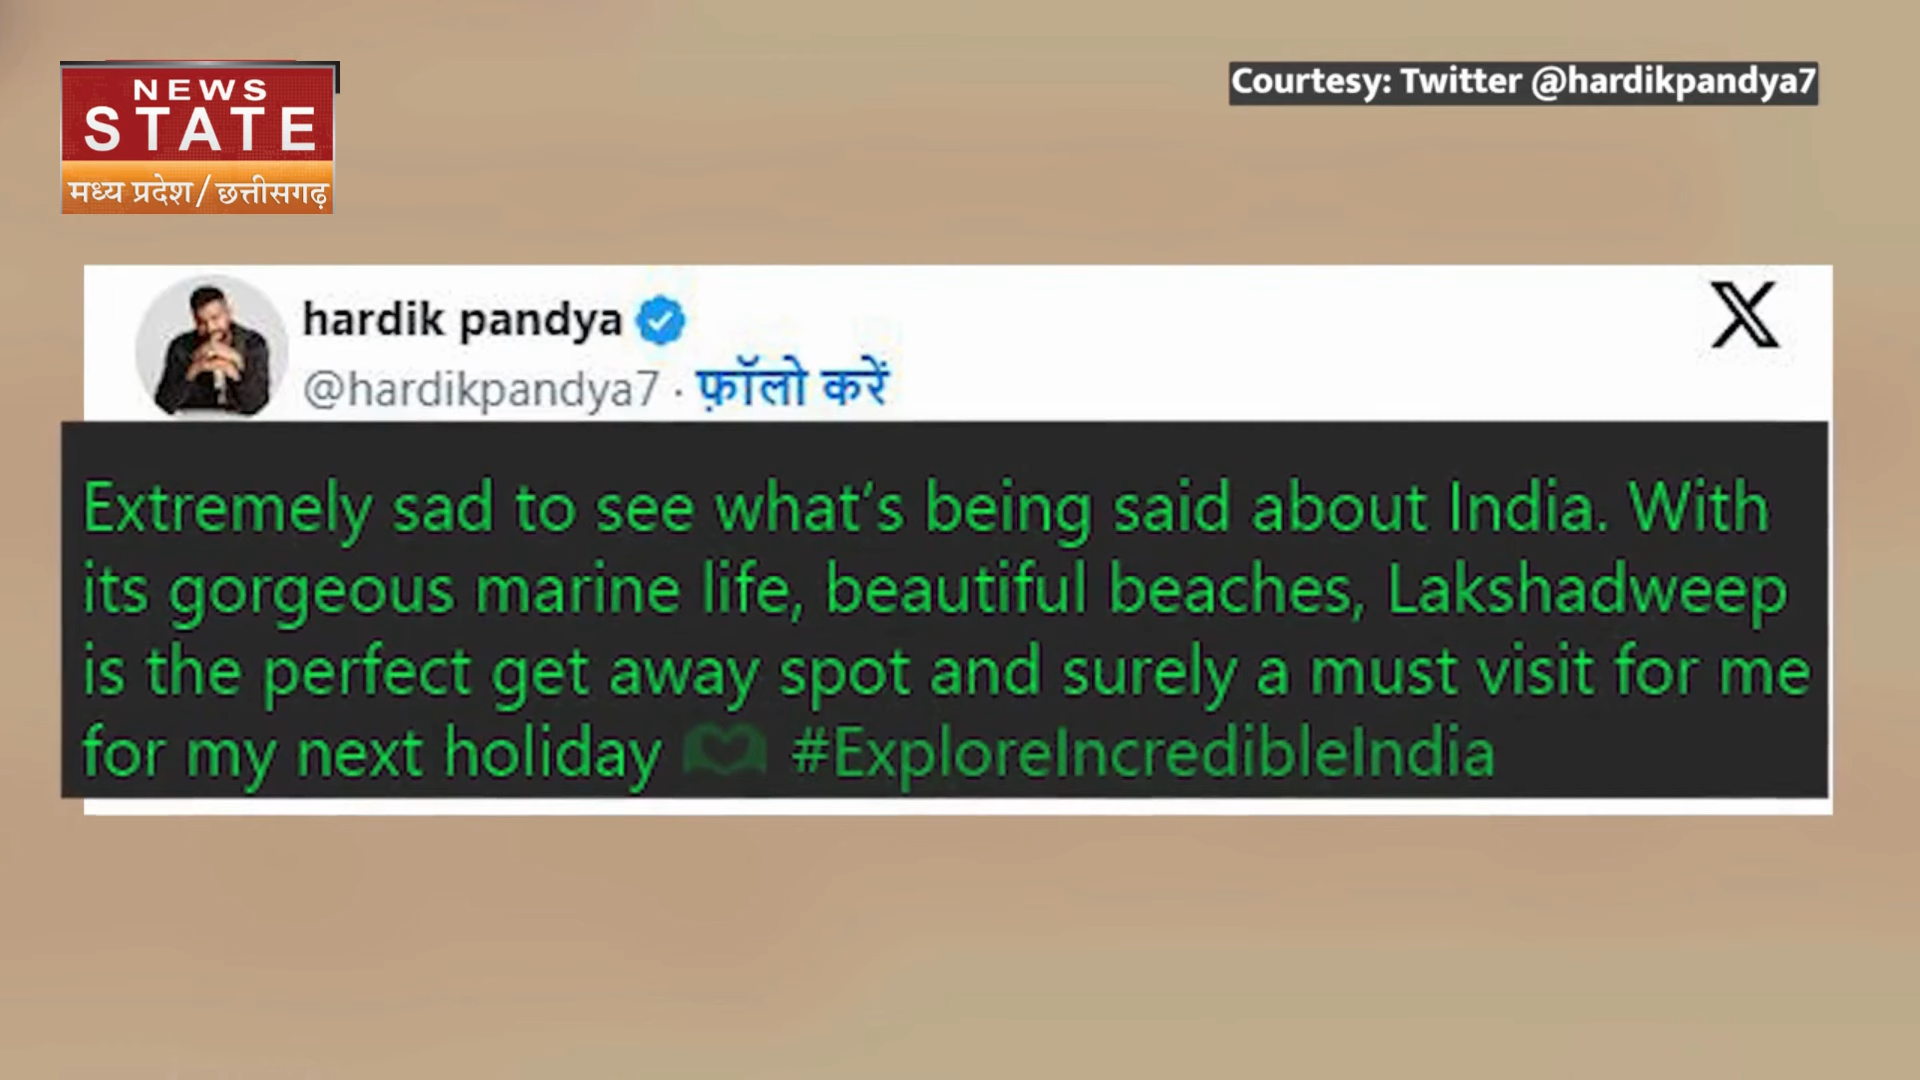 NEWS
STATE
मध्य प्रदेश/छत्तीसगढ़
Courtesy: Twitter @hardikpandya7
hardik pandya
@hardikpandya7 · फ़ॉलो करें
Extremely sad to see what's being said about India. With
its gorgeous marine life, beautiful beaches, Lakshadweep
is the perfect get away spot and surely a must visit for me
for my next holiday 🫶 #ExploreIncredibleIndia